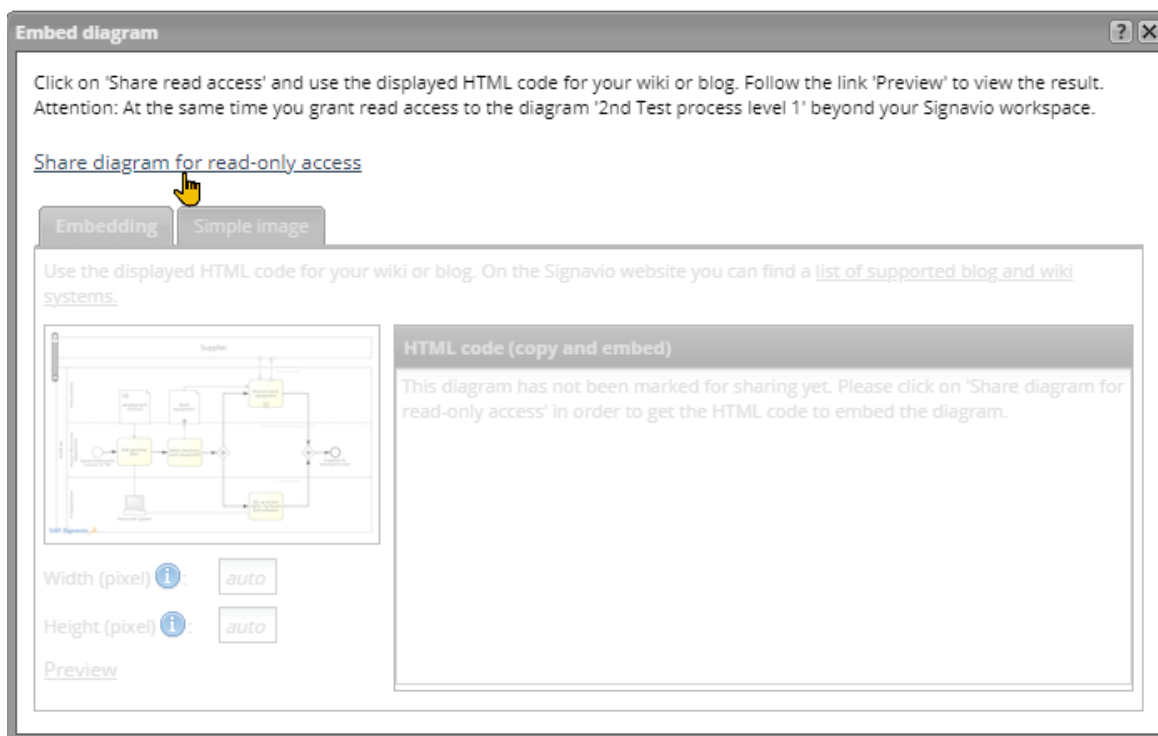 Embed diagram
Click on 'Share read access' and use the displayed HTML code for your wiki or blog. Follow the link 'Preview' to view the result.
Attention: At the same time you grant read access to the diagram '2nd Test process level 1' beyond your Signavio workspace.
Share diagram for read-only access
Embedding
Simple image
Use the displayed HTML code for your wiki or blog. On the Signavio website you can find a list of supported blog and wiki
systems.
Supplier
HTML code (copy and embed)
This diagram has not been marked for sharing yet. Please click on 'Share diagram for
read-only access' in order to get the HTML code to embed the diagram.
SAP Signavio
Width (pixel) :
auto
Height (pixel) :
auto
Preview